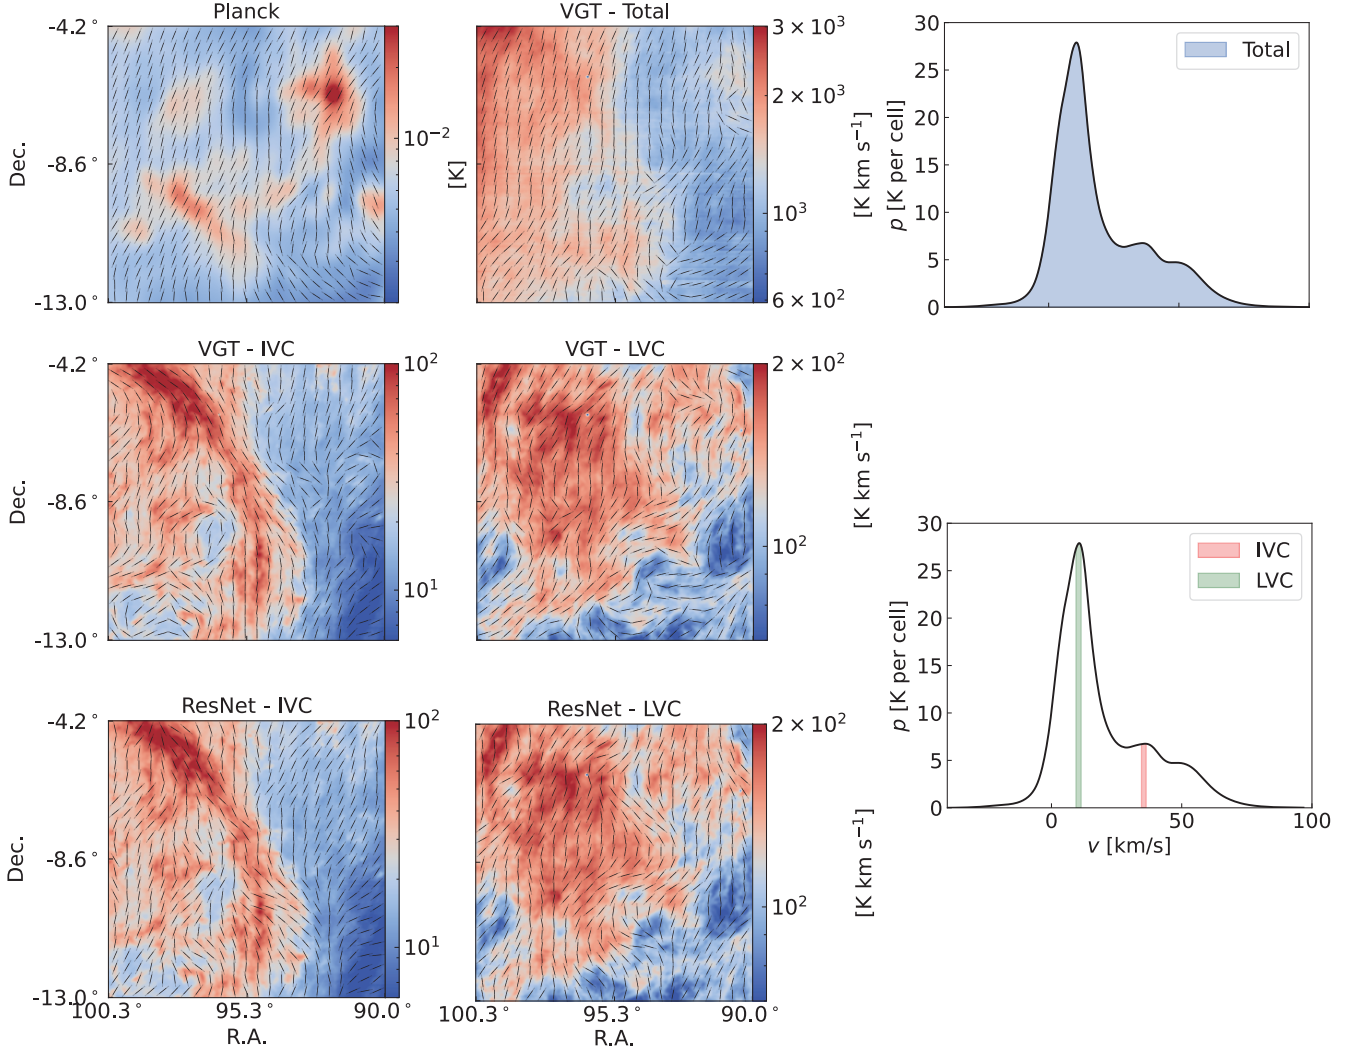 Planck
VGT - Total
-4.2°
-8.6°
-13.0°
Dec.
10⁻²
[K]
3 × 10³
2 × 10³
10³
6 × 10²
[K km s⁻¹]
30
25
20
15
10
5
0
p [K per cell]
Total
VGT - IVC
VGT - LVC
-4.2°
-8.6°
-13.0°
Dec.
10²
10¹
2 × 10²
10²
[K km s⁻¹]
30
25
20
15
10
5
0
p [K per cell]
IVC
LVC
0
50
100
v [km/s]
ResNet - IVC
ResNet - LVC
-4.2°
-8.6°
-13.0°
Dec.
10²
10¹
2 × 10²
10²
[K km s⁻¹]
100.3°
95.3°
90.0°
R.A.
100.3°
95.3°
90.0°
R.A.